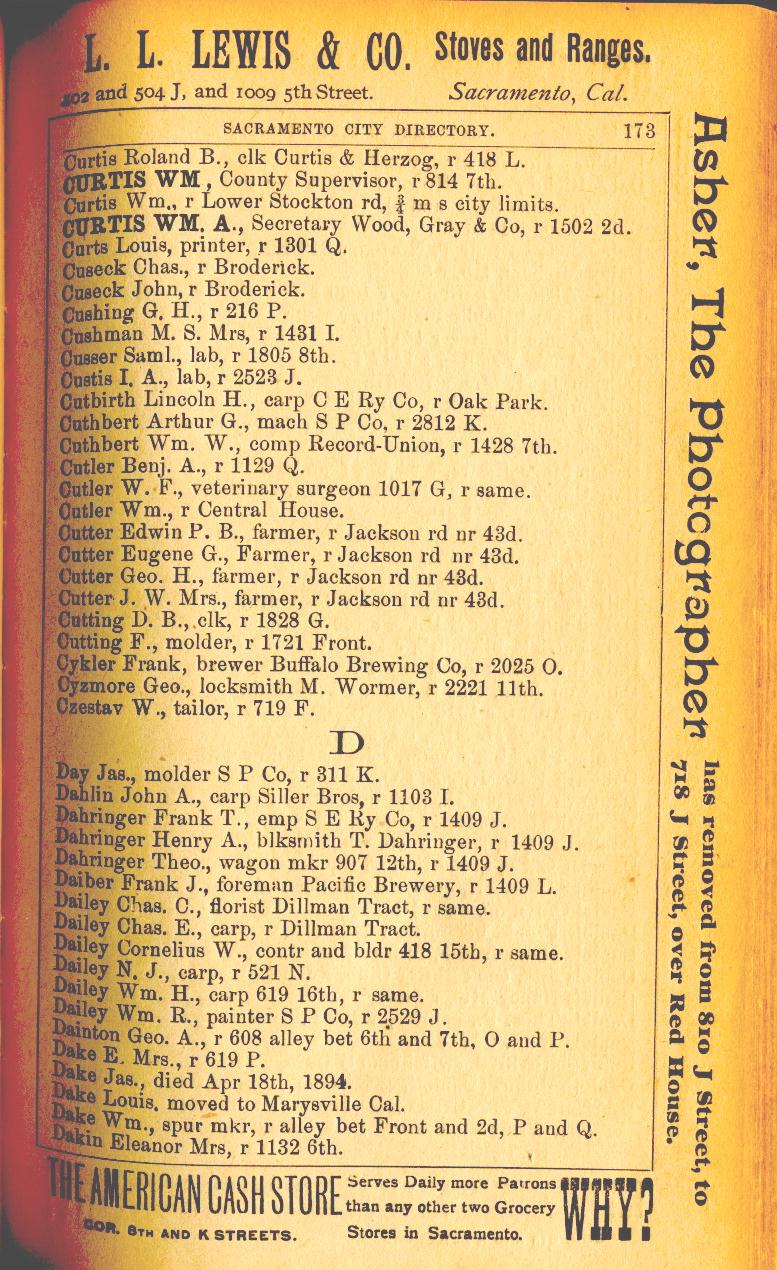 L. L. LEWIS & CO. Stoves and Ranges.
502 and 504 J, and 1009 5th Street. Sacramento, Cal.
SACRAMENTO CITY DIRECTORY. 173
Curtis Roland B., clk Curtis & Herzog, r 418 L.
CURTIS WM, County Supervisor, r 814 7th.
Curtis Wm., r Lower Stockton rd, ¾ m s city limits.
CURTIS WM. A., Secretary Wood, Gray & Co, r 1502 2d.
Curts Louis, printer, r 1301 Q.
Cuseck Chas., r Broderick.
Cuseck John, r Broderick.
Cushing G. H., r 216 P.
Cushman M. S. Mrs, r 1431 I.
Cusser Saml., lab, r 1805 8th.
Custis I. A., lab, r 2523 J.
Cutbirth Lincoln H., carp C E Ry Co, r Oak Park.
Cuthbert Arthur G., mach S P Co, r 2812 K.
Cuthbert Wm. W., comp Record-Union, r 1428 7th.
Cutler Benj. A., r 1129 Q.
Cutler W. F., veterinary surgeon 1017 G, r same.
Cutler Wm., r Central House.
Cutter Edwin P. B., farmer, r Jackson rd nr 43d.
Cutter Eugene G., Farmer, r Jackson rd nr 43d.
Cutter Geo. H., farmer, r Jackson rd nr 43d.
Cutter J. W. Mrs., farmer, r Jackson rd nr 43d.
Cutting D. B., clk, r 1828 G.
Cutting F., molder, r 1721 Front.
Cykler Frank, brewer Buffalo Brewing Co, r 2025 O.
Cyzmore Geo., locksmith M. Wormer, r 2221 11th.
Czestav W., tailor, r 719 F.
D
Day Jas., molder S P Co, r 311 K.
Dahlin John A., carp Siller Bros, r 1103 I.
Dahringer Frank T., emp S E Ry Co, r 1409 J.
Dahringer Henry A., blksmith T. Dahringer, r 1409 J.
Dahringer Theo., wagon mkr 907 12th, r 1409 J.
Daiber Frank J., foreman Pacific Brewery, r 1409 L.
Dailey Chas. C., florist Dillman Tract, r same.
Dailey Chas. E., carp, r Dillman Tract.
Dailey Cornelius W., contr and bldr 418 15th, r same.
Dailey N. J., carp, r 521 N.
Dailey Wm. H., carp 619 16th, r same.
Dailey Wm. R., painter S P Co, r 2529 J.
Dainton Geo. A., r 608 alley bet 6th and 7th, O and P.
Dake E. Mrs., r 619 P.
Dake Jas., died Apr 18th, 1894.
Dake Louis, moved to Marysville Cal.
Dake Wm., spur mkr, r alley bet Front and 2d, P and Q.
Dakin Eleanor Mrs, r 1132 6th.
THE AMERICAN CASH STORE
COR. 8TH AND K STREETS.
Serves Daily more Patrons
than any other two Grocery
Stores in Sacramento.
WHY?
Asher, The Photographer
has removed from 810 J Street, to
718 J Street, over Red House.